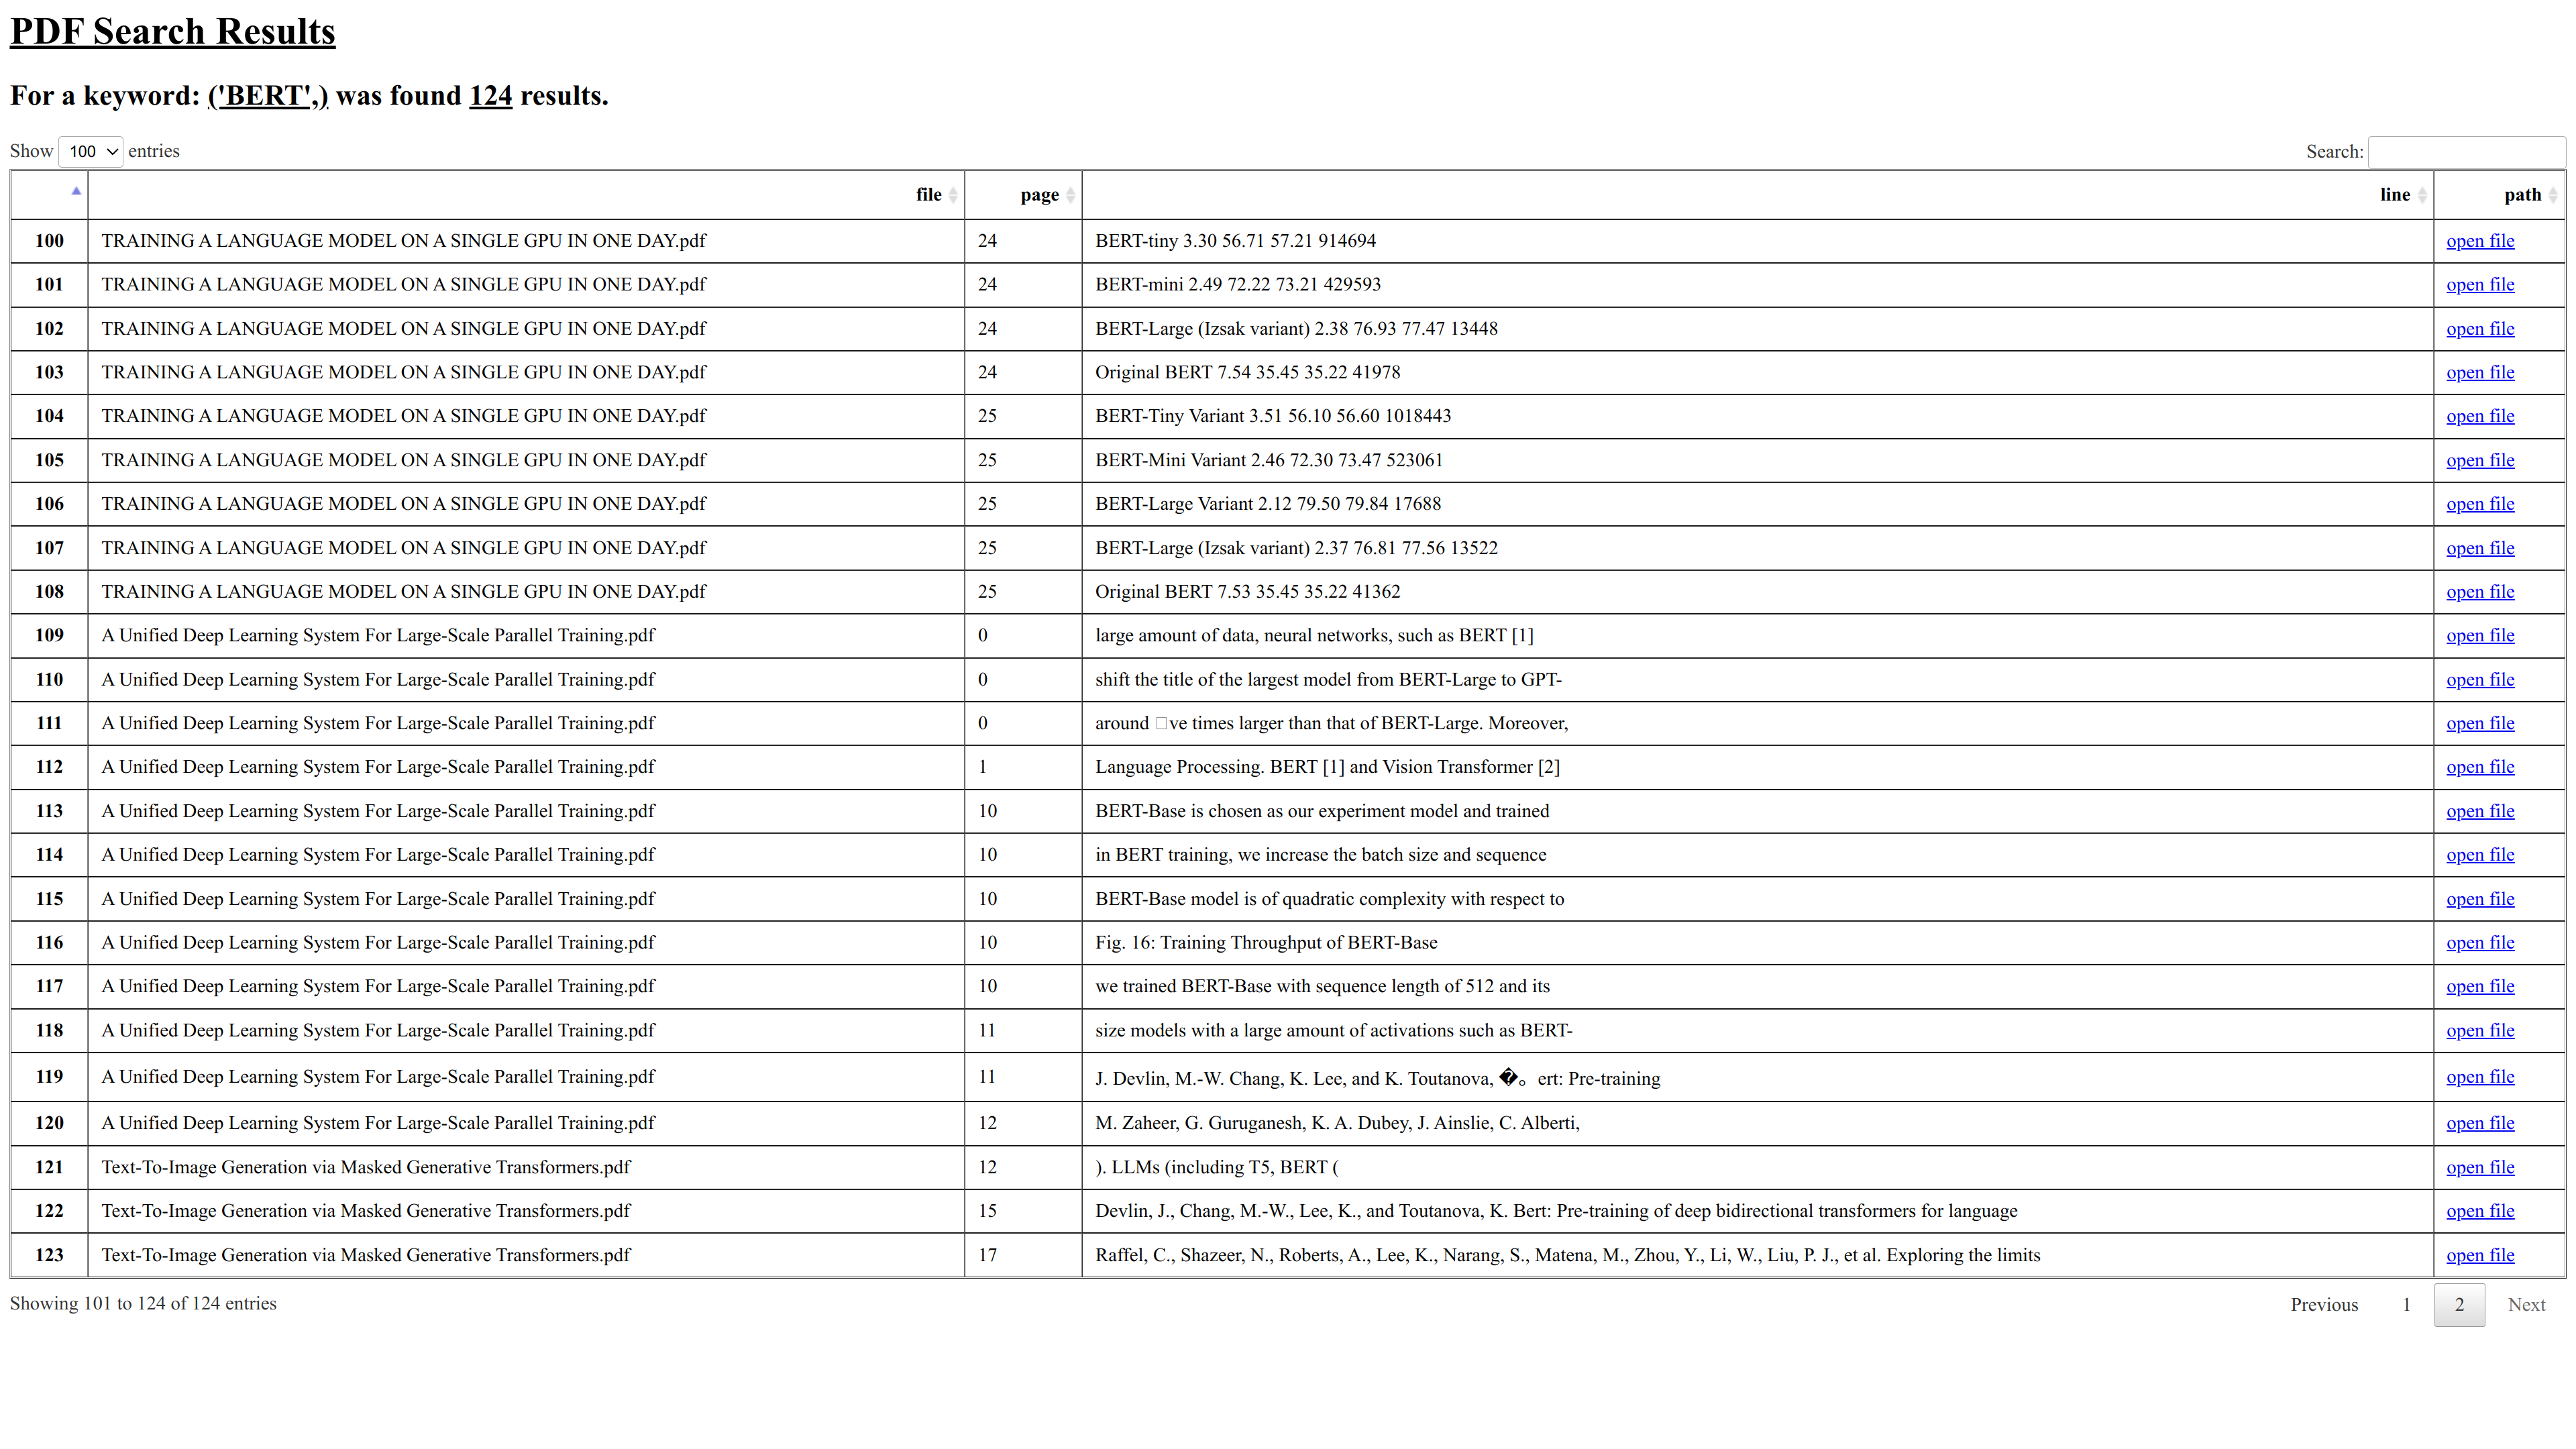 PDF Search Results
For a keyword: ('BERT',) was found 124 results.
Show 100 entries Search:
file page line path
100 TRAINING A LANGUAGE MODEL ON A SINGLE GPU IN ONE DAY.pdf 24 BERT-tiny 3.30 56.71 57.21 914694 open file
101 TRAINING A LANGUAGE MODEL ON A SINGLE GPU IN ONE DAY.pdf 24 BERT-mini 2.49 72.22 73.21 429593 open file
102 TRAINING A LANGUAGE MODEL ON A SINGLE GPU IN ONE DAY.pdf 24 BERT-Large (Izsak variant) 2.38 76.93 77.47 13448 open file
103 TRAINING A LANGUAGE MODEL ON A SINGLE GPU IN ONE DAY.pdf 24 Original BERT 7.54 35.45 35.22 41978 open file
104 TRAINING A LANGUAGE MODEL ON A SINGLE GPU IN ONE DAY.pdf 25 BERT-Tiny Variant 3.51 56.10 56.60 1018443 open file
105 TRAINING A LANGUAGE MODEL ON A SINGLE GPU IN ONE DAY.pdf 25 BERT-Mini Variant 2.46 72.30 73.47 523061 open file
106 TRAINING A LANGUAGE MODEL ON A SINGLE GPU IN ONE DAY.pdf 25 BERT-Large Variant 2.12 79.50 79.84 17688 open file
107 TRAINING A LANGUAGE MODEL ON A SINGLE GPU IN ONE DAY.pdf 25 BERT-Large (Izsak variant) 2.37 76.81 77.56 13522 open file
108 TRAINING A LANGUAGE MODEL ON A SINGLE GPU IN ONE DAY.pdf 25 Original BERT 7.53 35.45 35.22 41362 open file
109 A Unified Deep Learning System For Large-Scale Parallel Training.pdf 0 large amount of data, neural networks, such as BERT [1] open file
110 A Unified Deep Learning System For Large-Scale Parallel Training.pdf 0 shift the title of the largest model from BERT-Large to GPT- open file
111 A Unified Deep Learning System For Large-Scale Parallel Training.pdf 0 around □ve times larger than that of BERT-Large. Moreover, open file
112 A Unified Deep Learning System For Large-Scale Parallel Training.pdf 1 Language Processing. BERT [1] and Vision Transformer [2] open file
113 A Unified Deep Learning System For Large-Scale Parallel Training.pdf 10 BERT-Base is chosen as our experiment model and trained open file
114 A Unified Deep Learning System For Large-Scale Parallel Training.pdf 10 in BERT training, we increase the batch size and sequence open file
115 A Unified Deep Learning System For Large-Scale Parallel Training.pdf 10 BERT-Base model is of quadratic complexity with respect to open file
116 A Unified Deep Learning System For Large-Scale Parallel Training.pdf 10 Fig. 16: Training Throughput of BERT-Base open file
117 A Unified Deep Learning System For Large-Scale Parallel Training.pdf 10 we trained BERT-Base with sequence length of 512 and its open file
118 A Unified Deep Learning System For Large-Scale Parallel Training.pdf 11 size models with a large amount of activations such as BERT- open file
119 A Unified Deep Learning System For Large-Scale Parallel Training.pdf 11 J. Devlin, M.-W. Chang, K. Lee, and K. Toutanova, �。ert: Pre-training open file
120 A Unified Deep Learning System For Large-Scale Parallel Training.pdf 12 M. Zaheer, G. Guruganesh, K. A. Dubey, J. Ainslie, C. Alberti, open file
121 Text-To-Image Generation via Masked Generative Transformers.pdf 12 ). LLMs (including T5, BERT ( open file
122 Text-To-Image Generation via Masked Generative Transformers.pdf 15 Devlin, J., Chang, M.-W., Lee, K., and Toutanova, K. Bert: Pre-training of deep bidirectional transformers for language open file
123 Text-To-Image Generation via Masked Generative Transformers.pdf 17 Raffel, C., Shazeer, N., Roberts, A., Lee, K., Narang, S., Matena, M., Zhou, Y., Li, W., Liu, P. J., et al. Exploring the limits open file
Showing 101 to 124 of 124 entries Previous 1 2 Next